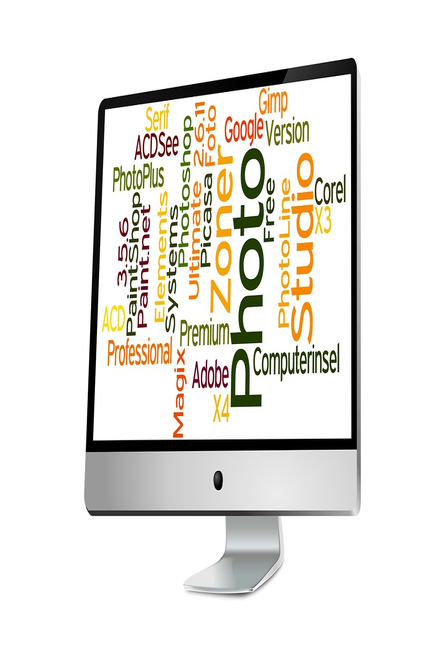 Gimp
Serif
Google
Version
ACDSee
Photoshop
Foto
2.6.11
PhotoPlus
Picasa
Zoner
Photo
Free
Studio
Corel
X3
3.5.6
PaintShop
Paint.net
Elements
Systems
Ultimate
PhotoLine
ACD
Premium
Professional
Magix
Adobe
X4
Computerinsel